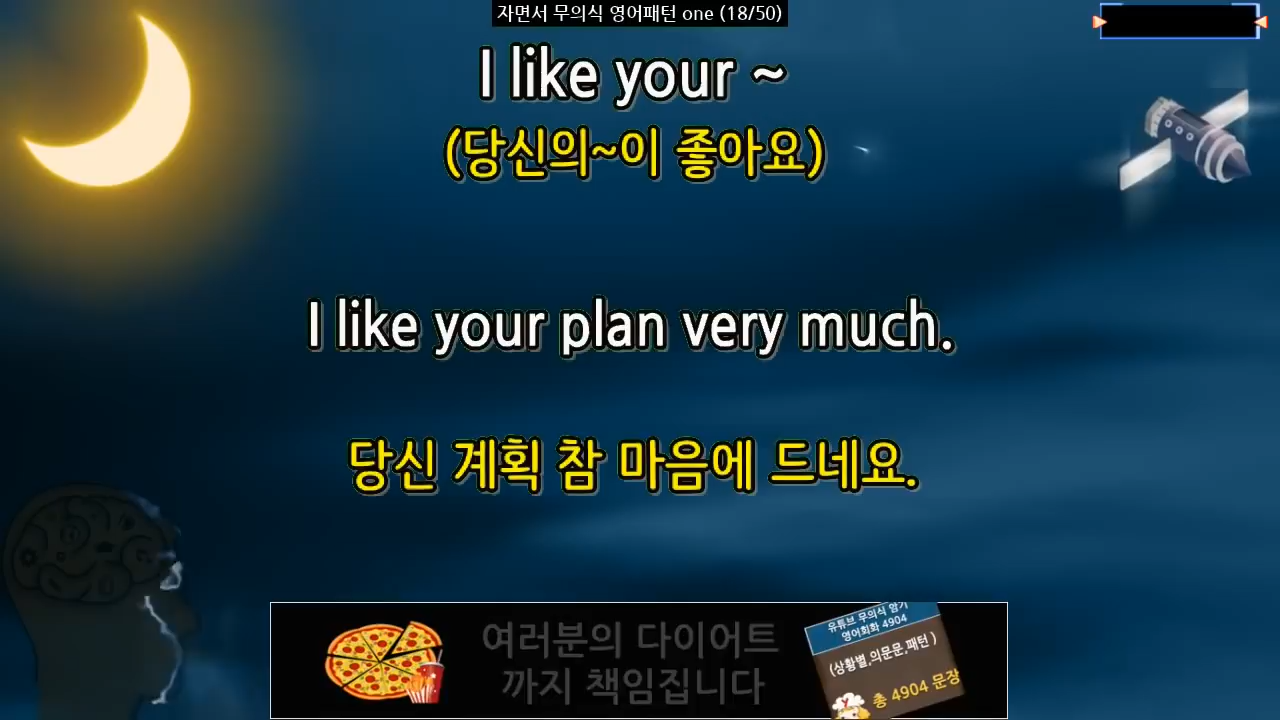 자면서 무의식 영어패턴 one (18/50)
I like your ~
(당신의~이 좋아요)
I like your plan very much.
당신 계획 참 마음에 드네요.
여러분의 다이어트
까지 책임집니다
유튜브 무의식 암기
영어회화 4904
(상황별,의문문,패턴 )
총 4904 문장